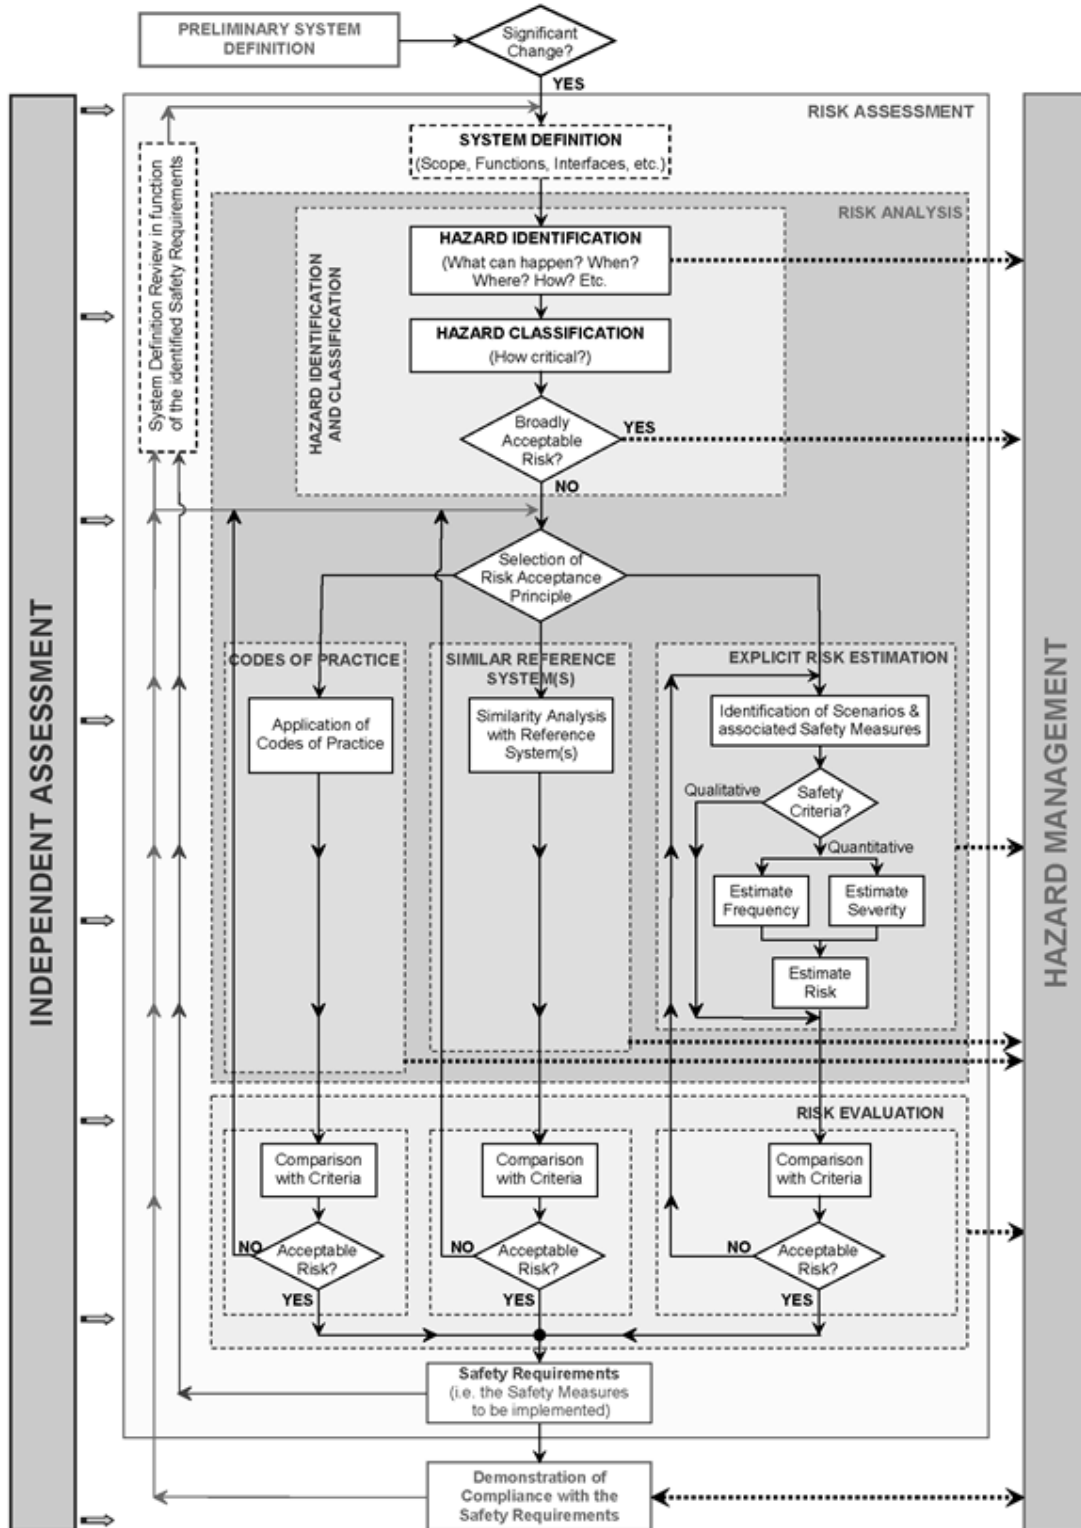 PRELIMINARY SYSTEM
DEFINITION
Significant
Change?
YES
RISK ASSESSMENT
SYSTEM DEFINITION
(Scope, Functions, Interfaces, etc.)
System Definition Review in function
of the identified Safety Requirements
RISK ANALYSIS
HAZARD IDENTIFICATION
AND CLASSIFICATION
HAZARD IDENTIFICATION
(What can happen? When?
Where? How? Etc.
HAZARD CLASSIFICATION
(How critical?)
Broadly
Acceptable
Risk?
YES
NO
Selection of
Risk Acceptance
Principle
INDEPENDENT ASSESSMENT
HAZARD MANAGEMENT
CODES OF PRACTICE
Application of
Codes of Practice
SIMILAR REFERENCE
SYSTEM(S)
Similarity Analysis
with Reference
System(s)
EXPLICIT RISK ESTIMATION
Identification of Scenarios &
associated Safety Measures
Qualitative
Safety
Criteria?
Quantitative
Estimate
Frequency
Estimate
Severity
Estimate
Risk
RISK EVALUATION
Comparison
with Criteria
NO
Acceptable
Risk?
YES
Comparison
with Criteria
NO
Acceptable
Risk?
YES
Comparison
with Criteria
NO
Acceptable
Risk?
YES
Safety Requirements
(i.e. the Safety Measures
to be implemented)
Demonstration of
Compliance with the
Safety Requirements